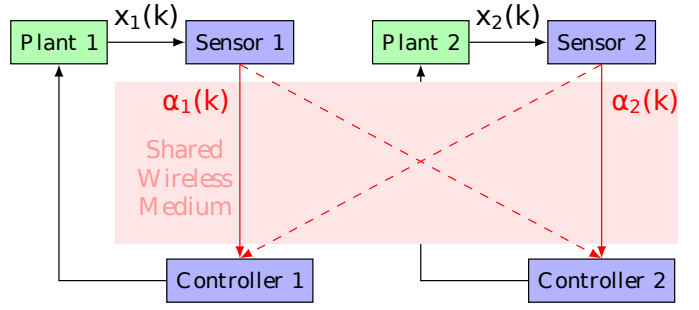 x₁(k)
x₂(k)
Plant 1
Sensor 1
Plant 2
Sensor 2
α₁(k)
α₂(k)
Shared
Wireless
Medium
Controller 1
Controller 2